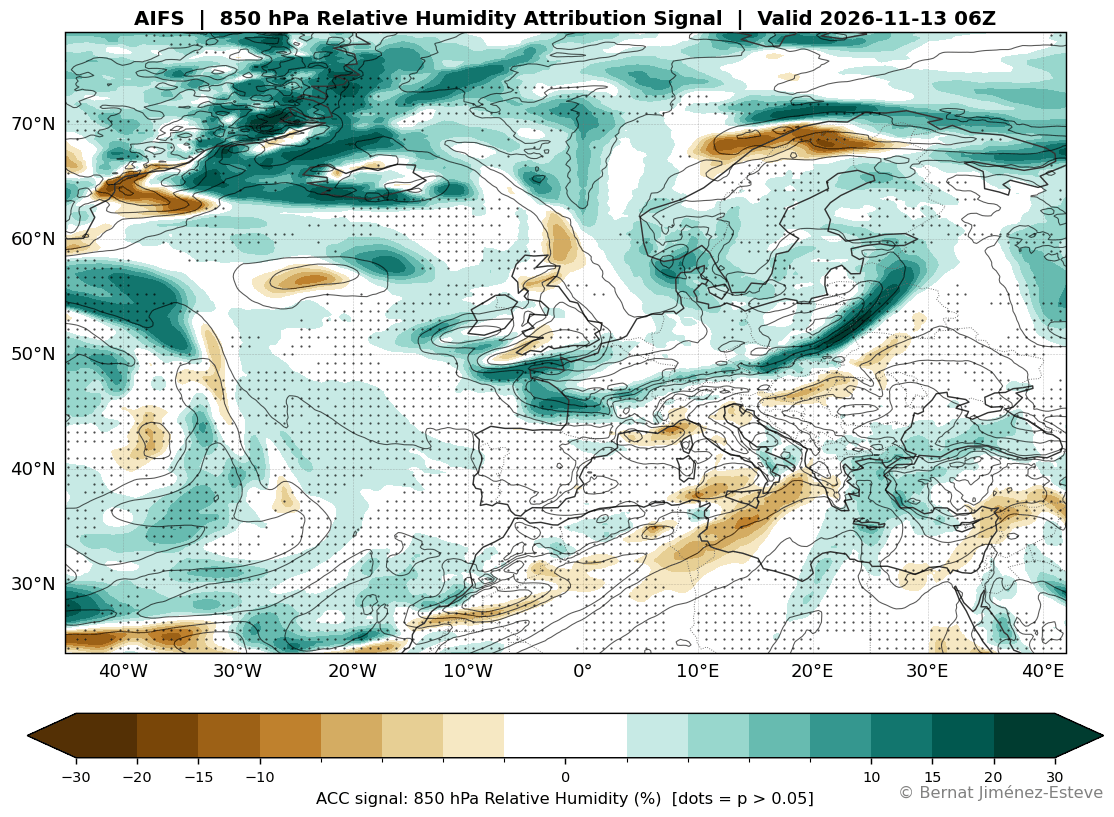 AIFS | 850 hPa Relative Humidity Attribution Signal | Valid 2026-11-13 06Z
70°N
60°N
50°N
40°N
30°N
40°W 30°W 20°W 10°W 0° 10°E 20°E 30°E 40°E
−30 −20 −15 −10 0 10 15 20 30
ACC signal: 850 hPa Relative Humidity (%) [dots = p > 0.05]
© Bernat Jiménez-Esteve